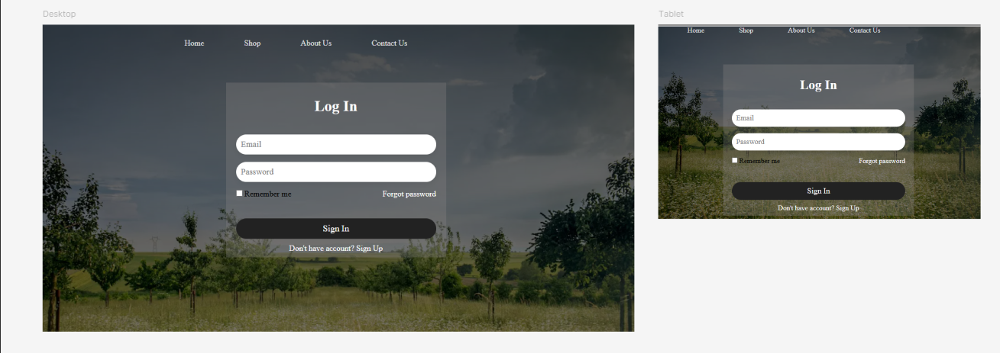 Desktop
Home Shop About Us Contact Us
Log In
Email
Password
Remember me Forgot password
Sign In
Don't have account? Sign Up
Tablet
Home Shop About Us Contact Us
Log In
Email
Password
Remember me Forgot password
Sign In
Don't have account? Sign Up